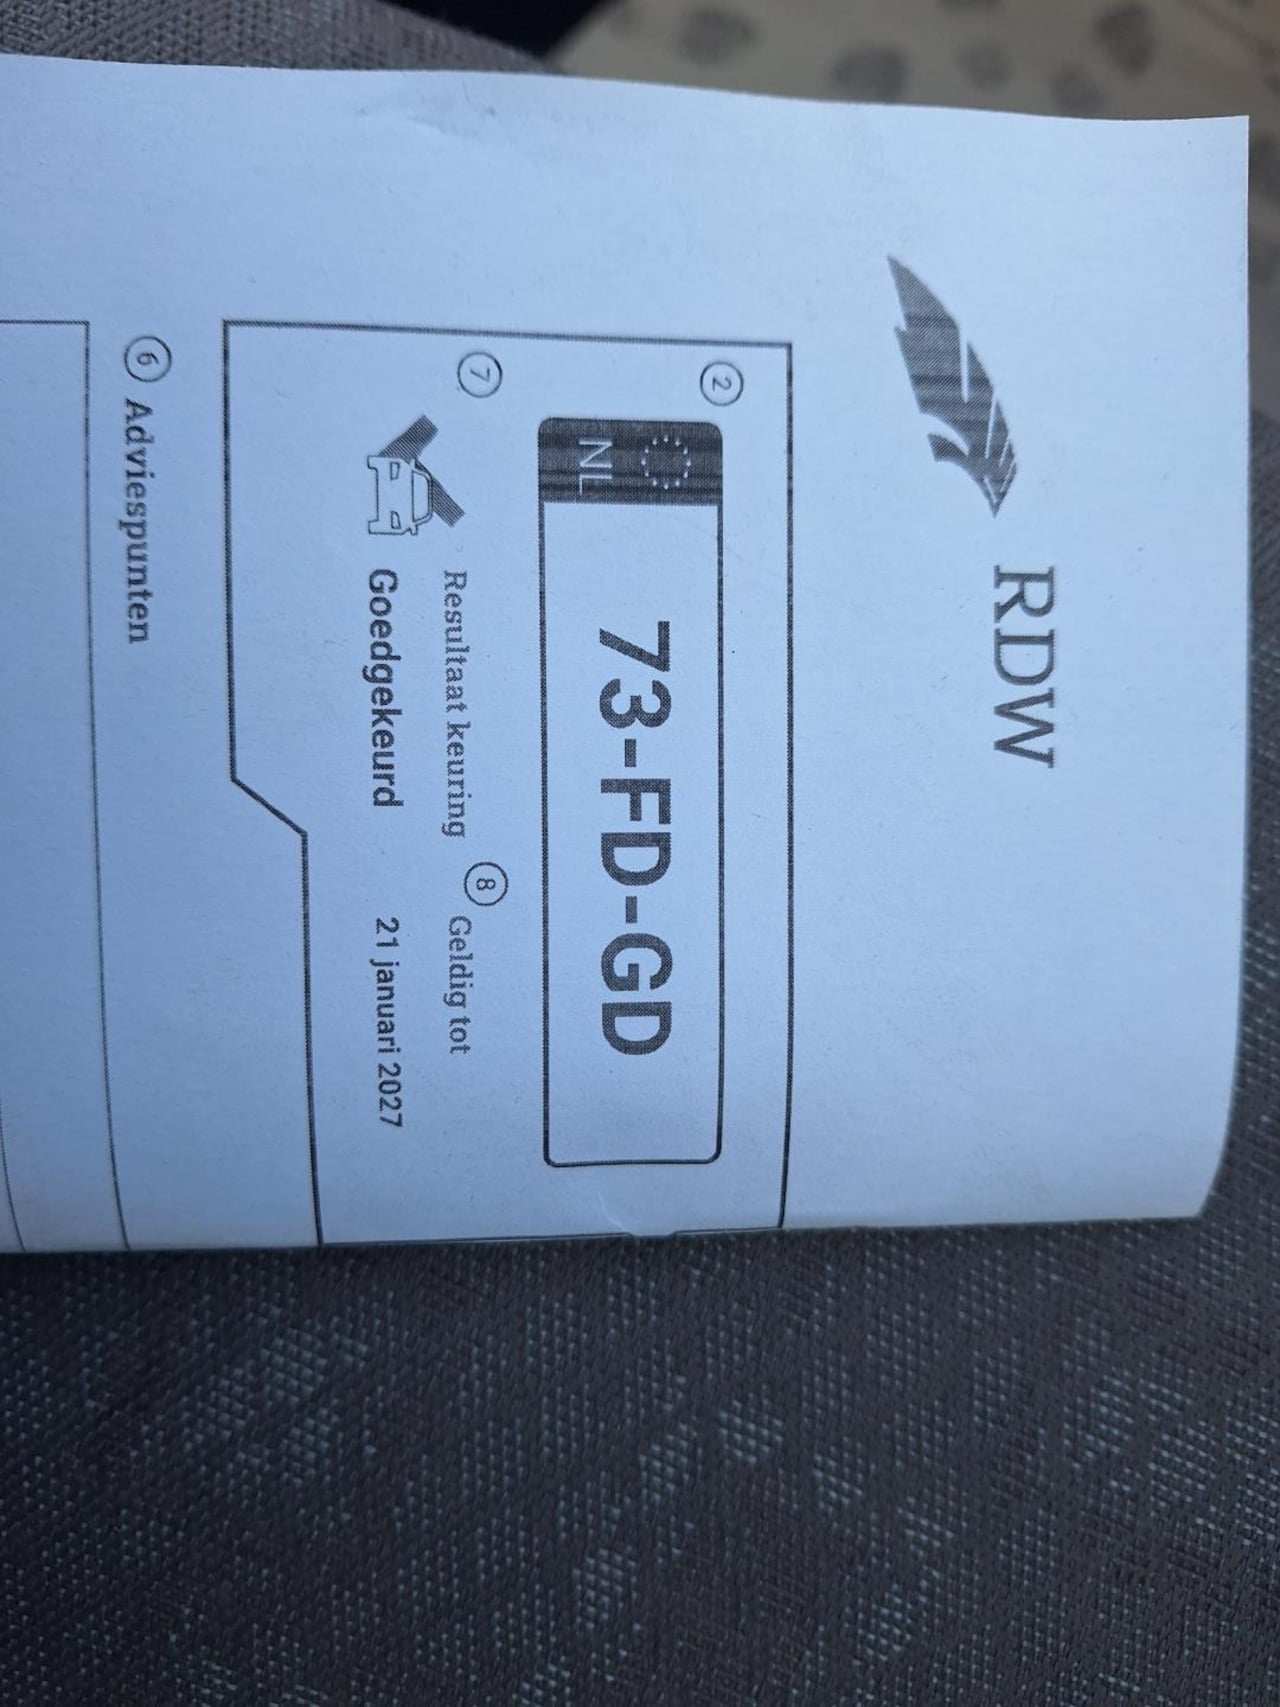 RDW
2
NL 73-FD-GD
7 Resultaat keuring 8 Geldig tot
Goedgekeurd 21 januari 2027
6 Adviespunten